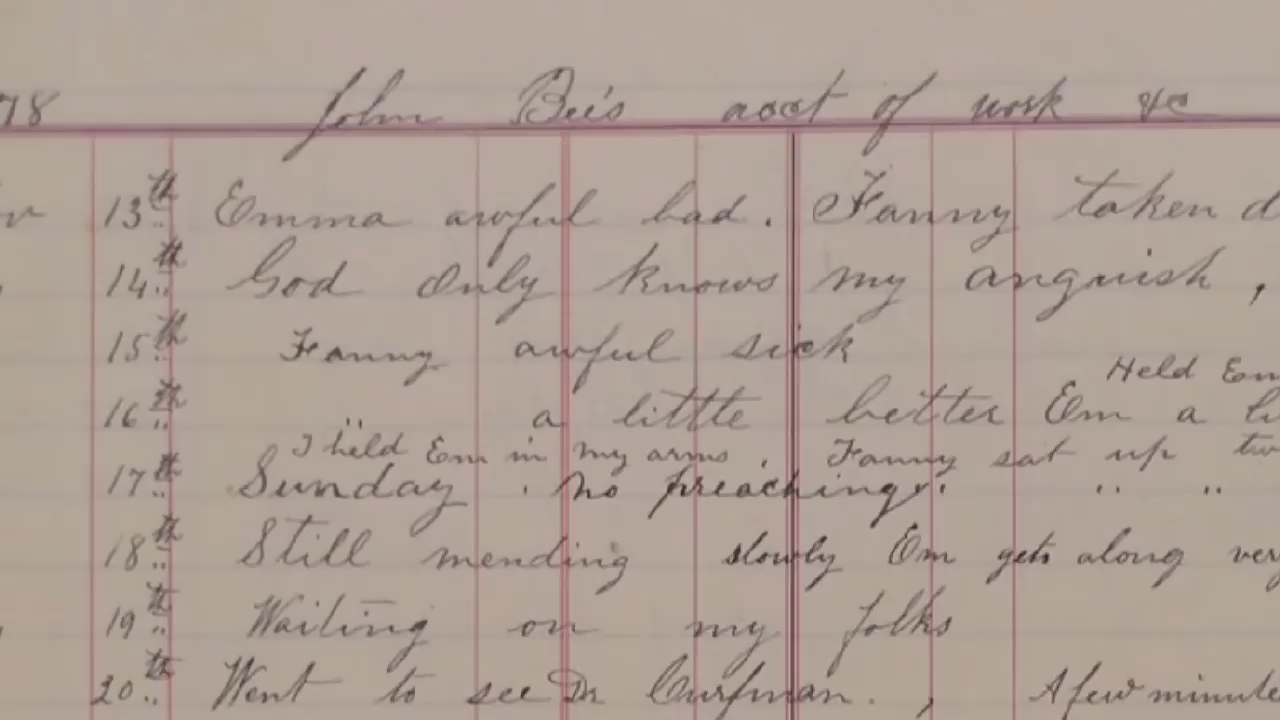 78 John Bee's acct of work &c
13th Emma awful bad. Fanny taken d
14th God only knows my anguish,
15th Fanny awful sick
Held Em
16th " a little better Em a li
I held Em in my arms, Fanny sat up tw
17th Sunday. no preaching. " "
18th Still mending slowly Em gets along very
19th Waiting on my folks
20th Went to see Dr Curfman., A few minute